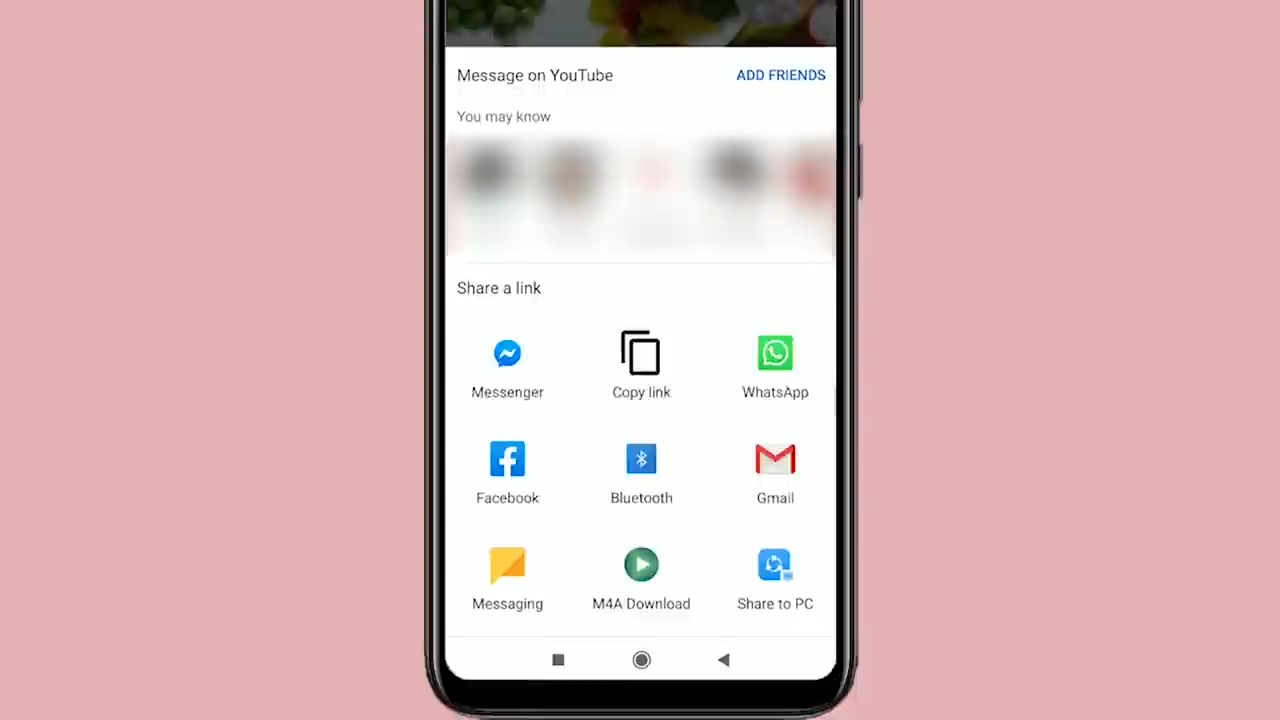 Message on YouTube ADD FRIENDS
You may know
Share a link
Messenger Copy link WhatsApp
Facebook Bluetooth Gmail
Messaging M4A Download Share to PC